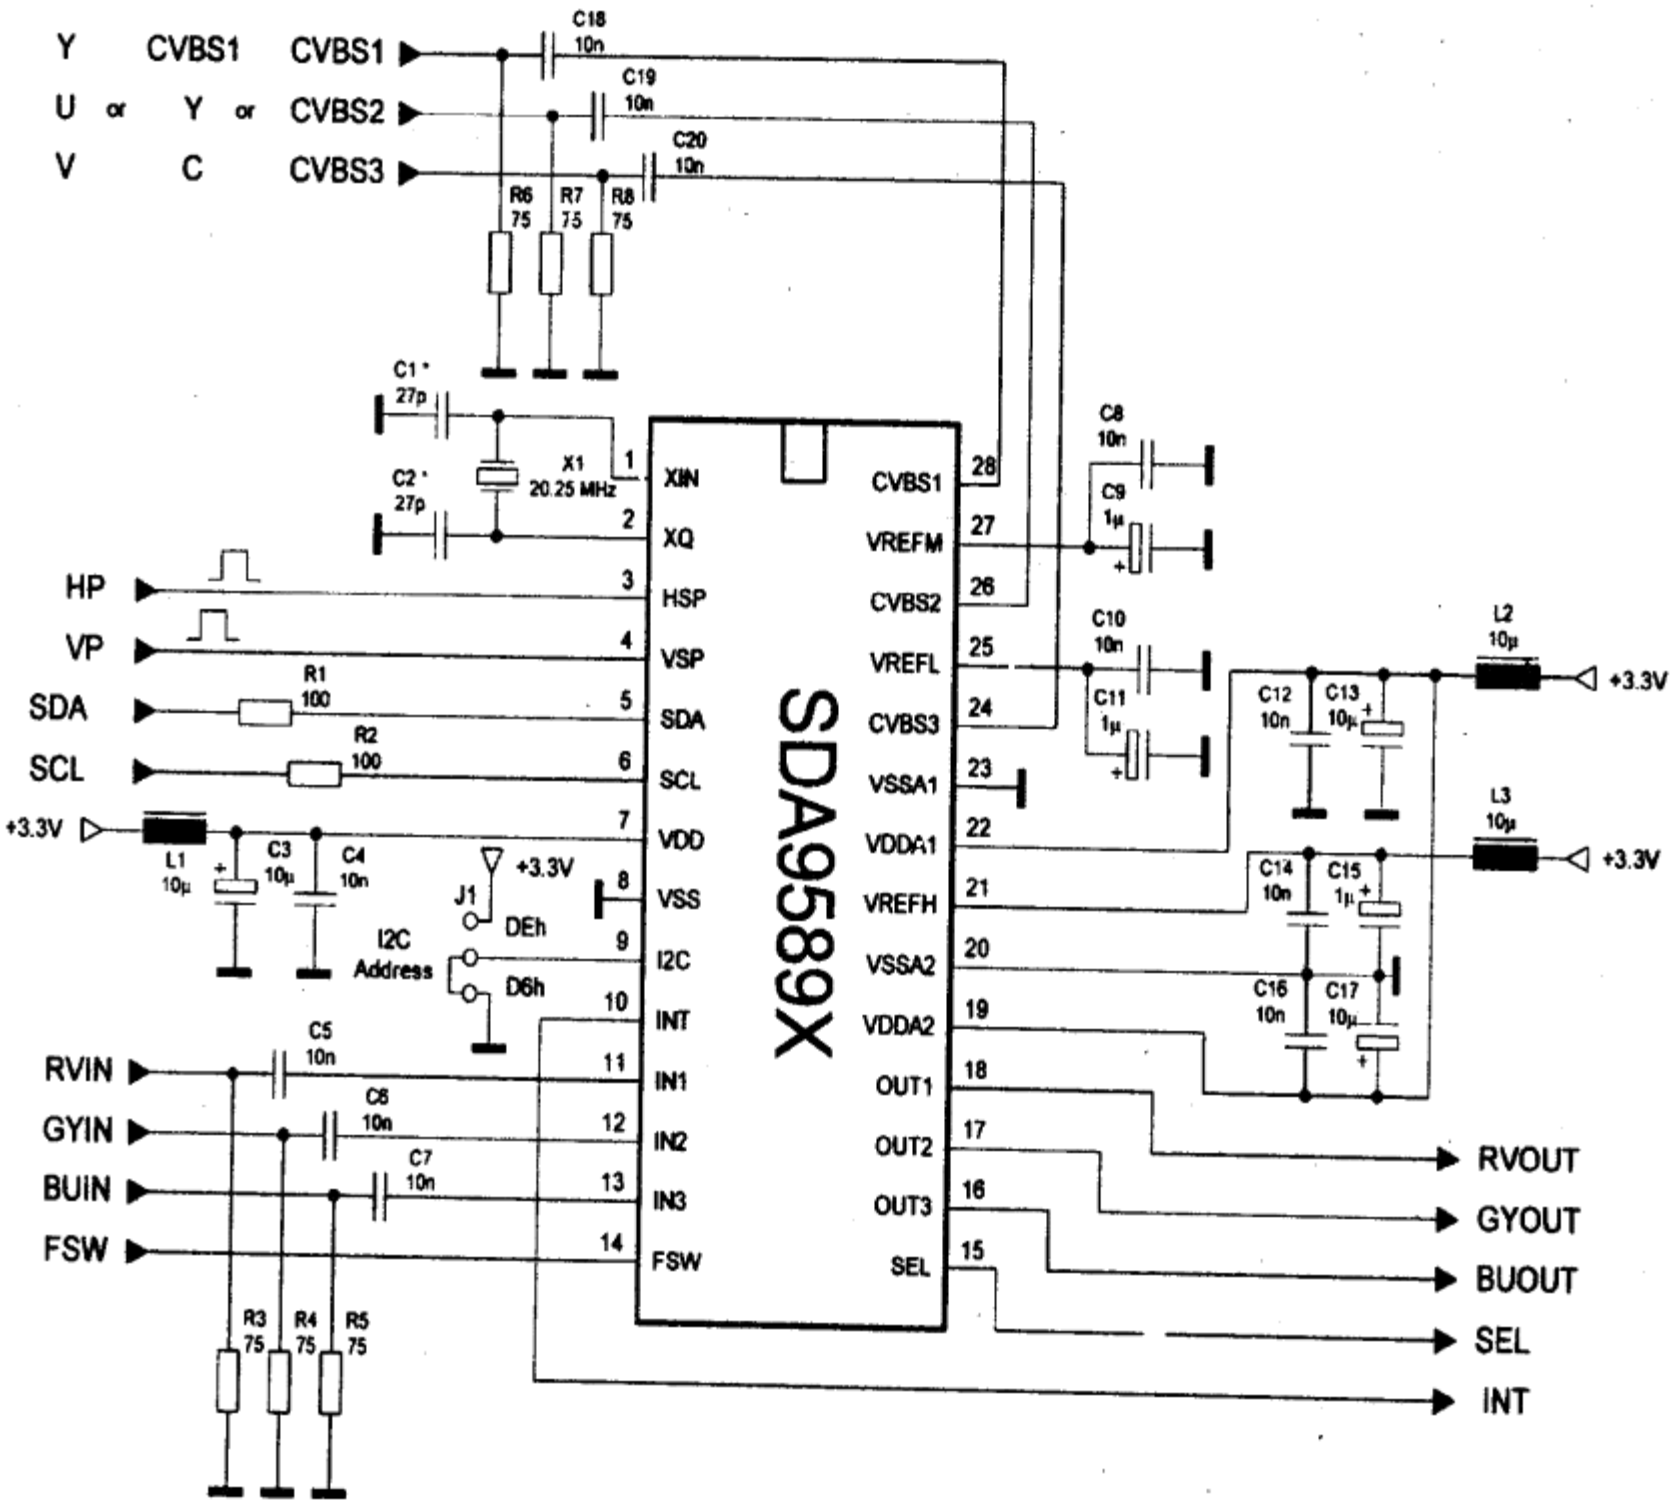 Y CVBS1 CVBS1
U or Y or CVBS2
V C CVBS3
C18
10n
C19
10n
C20
10n
R6
75
R7
75
R8
75
C1 *
27p
C2 *
27p
X1
20.25 MHz
HP
VP
SDA
SCL
R1
100
R2
100
+3.3V
L1
10µ
C3
10µ
+
C4
10n
J1
+3.3V
DEh
I2C
Address
D6h
RVIN
GYIN
BUIN
FSW
C5
10n
C6
10n
C7
10n
R3
75
R4
75
R5
75
1 XIN
2 XQ
3 HSP
4 VSP
5 SDA
6 SCL
7 VDD
8 VSS
9 I2C
10 INT
11 IN1
12 IN2
13 IN3
14 FSW
SDA9589X
CVBS1 28
VREFM 27
CVBS2 26
VREFL 25
CVBS3 24
VSSA1 23
VDDA1 22
VREFH 21
VSSA2 20
VDDA2 19
OUT1 18
OUT2 17
OUT3 16
SEL 15
C8
10n
C9
1µ
+
C10
10n
C11
1µ
+
C12
10n
C13
10µ
+
L2
10µ
+3.3V
L3
10µ
+3.3V
C14
10n
C15
1µ
+
C16
10n
C17
10µ
+
RVOUT
GYOUT
BUOUT
SEL
INT